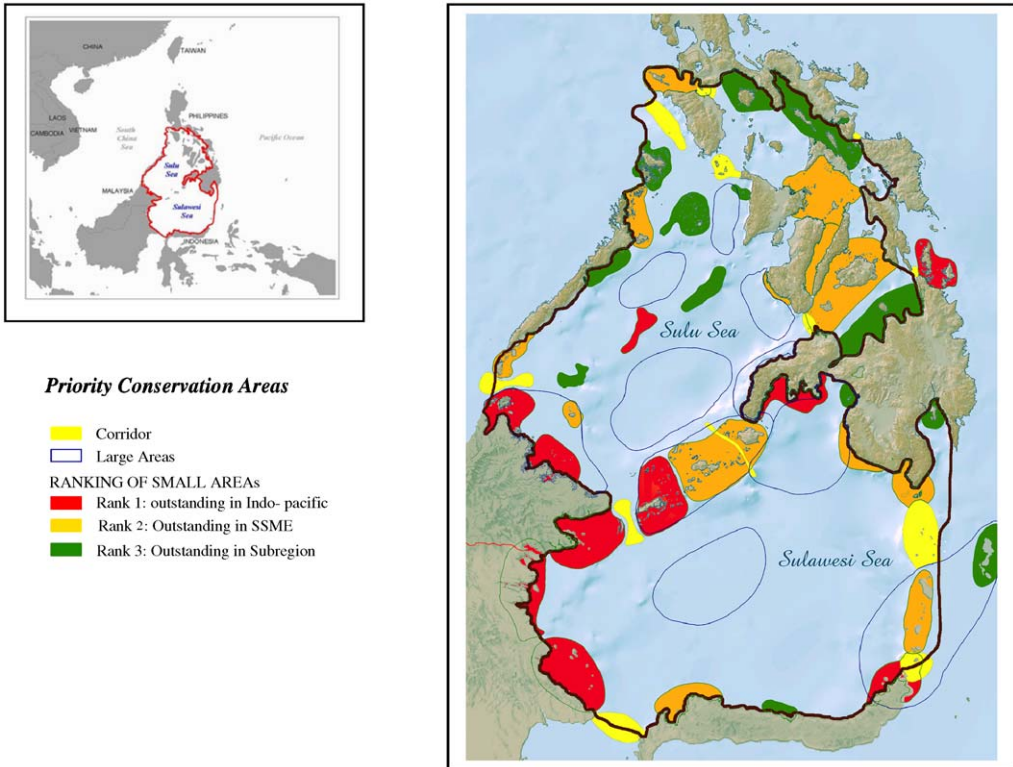 CHINA
TAIWAN
LAOS
CAMBODIA
VIETNAM
South
China
Sea
PHILIPPINES
Pacific Ocean
Sulu
Sea
MALAYSIA
Sulawesi
Sea
INDONESIA
Priority Conservation Areas
Corridor
Large Areas
RANKING OF SMALL AREAs
Rank 1: outstanding in Indo- pacific
Rank 2: Outstanding in SSME
Rank 3: Outstanding in Subregion
Sulu Sea
Sulawesi Sea